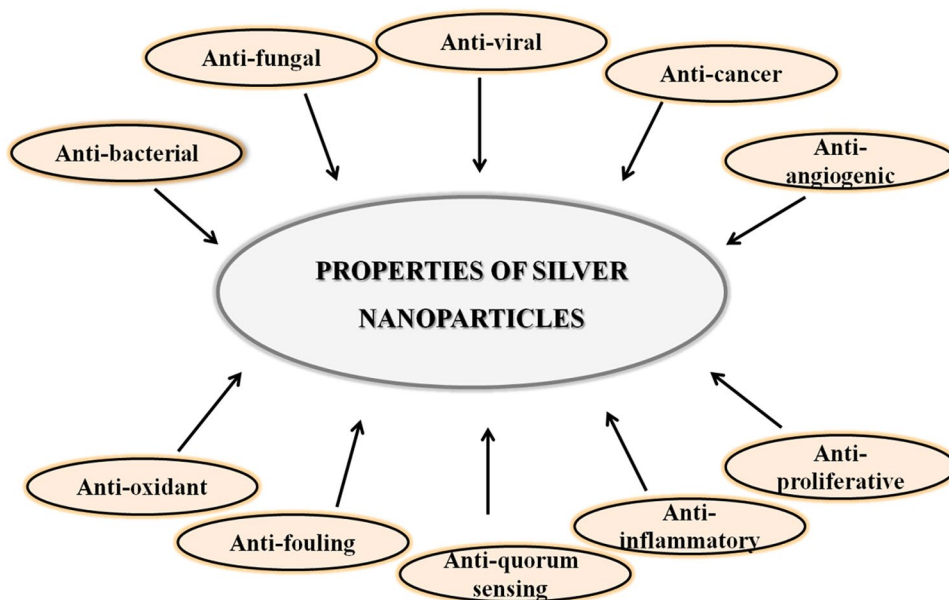 Anti-viral
Anti-fungal
Anti-cancer
Anti-bacterial
Anti-
angiogenic
PROPERTIES OF SILVER
NANOPARTICLES
Anti-oxidant
Anti-fouling
Anti-quorum
sensing
Anti-
inflammatory
Anti-
proliferative